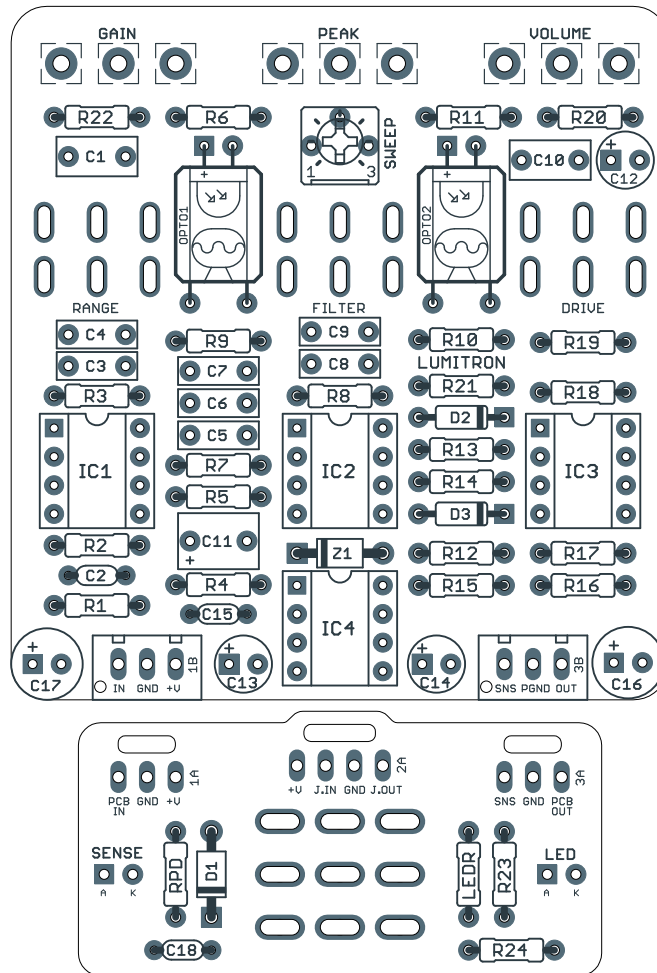 GAIN PEAK VOLUME
R22 R6 SWEEP R11 R20
C1 C10 + C12
1 3
+ +
OPTO1 OPTO2
RANGE FILTER DRIVE
C4 C9
R9 R10 R19
C3 C8 LUMITRON
C7
R21
R3 C6 R8 R18
D2
C5
R13
IC1 R7 IC2 R14 IC3
R5
D3
R2 C11 + Z1 R12 R17
C2 R4 R15 R16
R1 C15 IC4
+ C17 1B + C13 + C14 3B + C16
IN GND +V SNS PGND OUT
1A 2A 3A
+V J.IN GND J.OUT
PCB IN GND +V SNS GND PCB OUT
SENSE RPD D1 LEDR R23 LED
A K A K
C18 R24